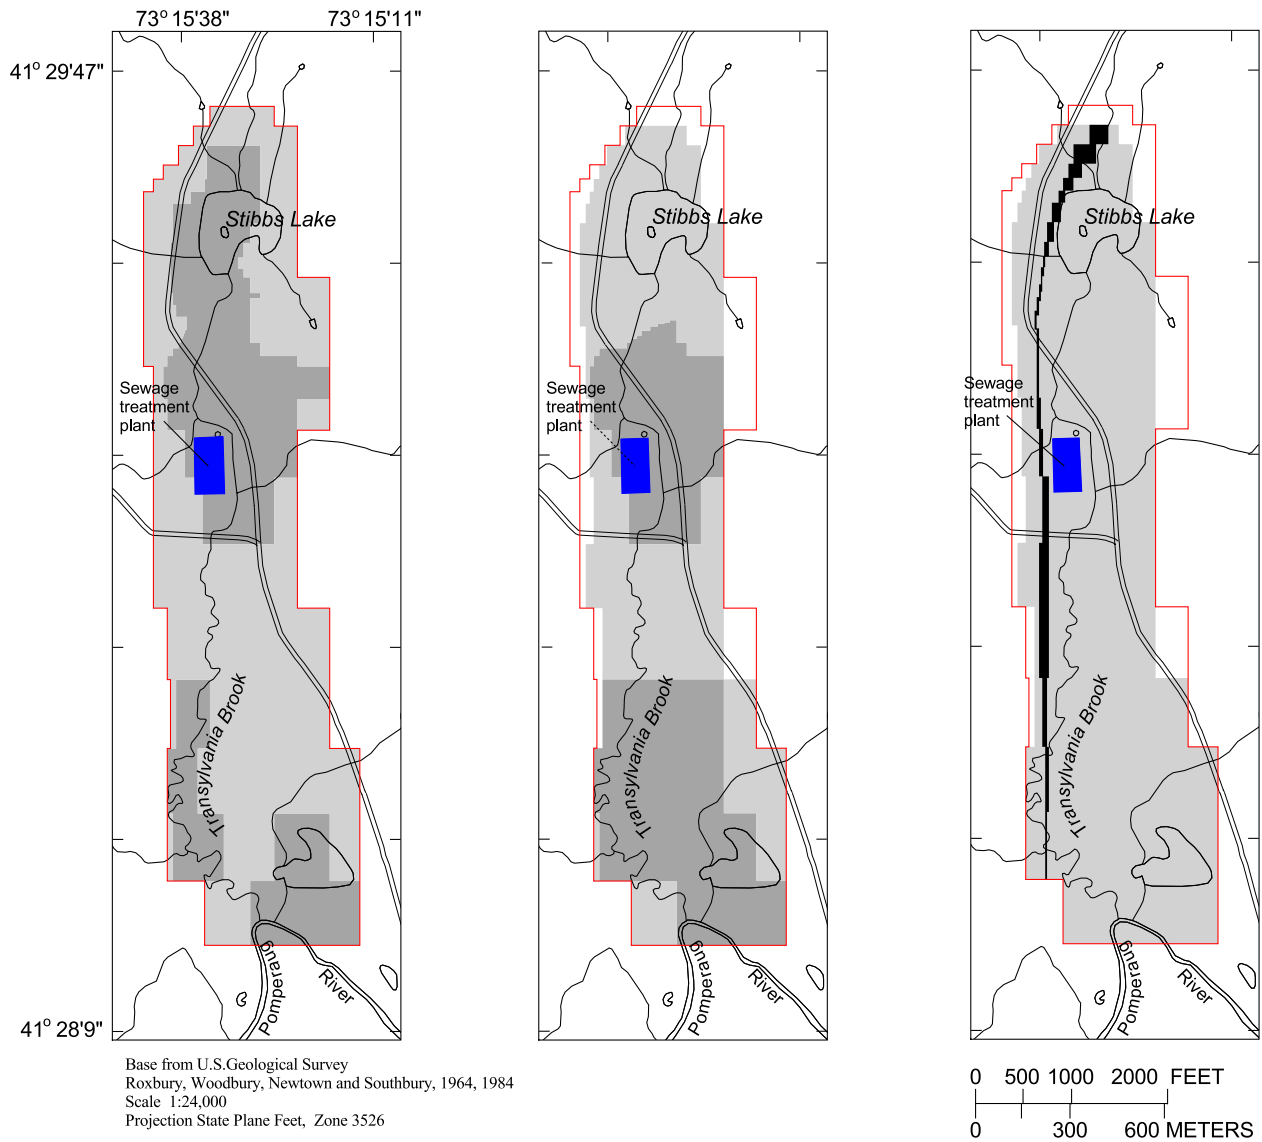 73° 15'38" 73° 15'11"
41° 29'47"
Stibbs Lake
Stibbs Lake
Stibbs Lake
Sewage
treatment
plant
Sewage
treatment
plant
Sewage
treatment
plant
Transylvania Brook
Transylvania Brook
Transylvania Brook
Pomperaug
River
Pomperaug
River
Pomperaug
River
41° 28'9"
Base from U.S.Geological Survey
Roxbury, Woodbury, Newtown and Southbury, 1964, 1984
Scale 1:24,000
Projection State Plane Feet, Zone 3526
0 500 1000 2000 FEET
0 300 600 METERS